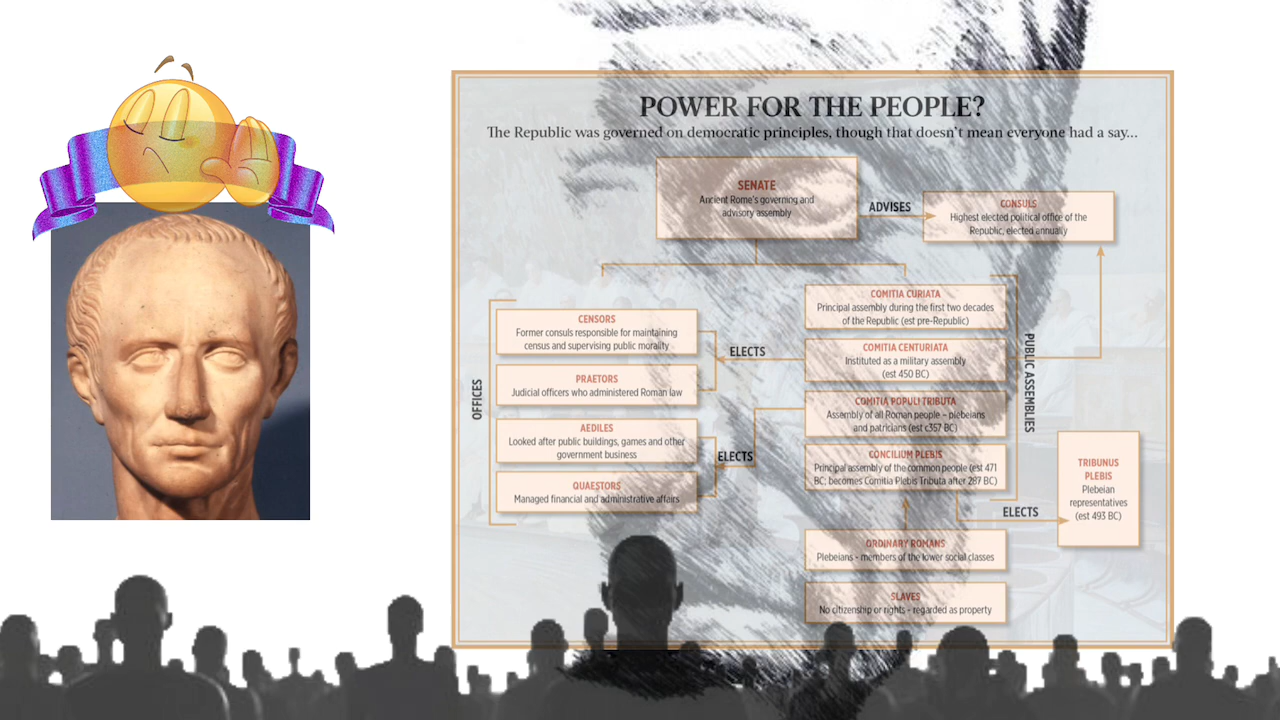 POWER FOR THE PEOPLE?
The Republic was governed on democratic principles, though that doesn't mean everyone had a say...
SENATE
Ancient Rome's governing and
advisory assembly
ADVISES
CONSULS
Highest elected political office of the
Republic, elected annually
OFFICES
CENSORS
Former consuls responsible for maintaining
census and supervising public morality
PRAETORS
Judicial officers who administered Roman law
AEDILES
Looked after public buildings, games and other
government business
QUAESTORS
Managed financial and administrative affairs
ELECTS
ELECTS
COMITIA CURIATA
Principal assembly during the first two decades
of the Republic (est pre-Republic)
COMITIA CENTURIATA
Instituted as a military assembly
(est 450 BC)
COMITIA POPULI TRIBUTA
Assembly of all Roman people – plebeians
and patricians (est c357 BC)
CONCILIUM PLEBIS
Principal assembly of the common people (est 471
BC; becomes Comitia Plebis Tributa after 287 BC)
PUBLIC ASSEMBLIES
ELECTS
TRIBUNUS
PLEBIS
Plebeian
representatives
(est 493 BC)
ORDINARY ROMANS
Plebeians - members of the lower social classes
SLAVES
No citizenship or rights - regarded as property